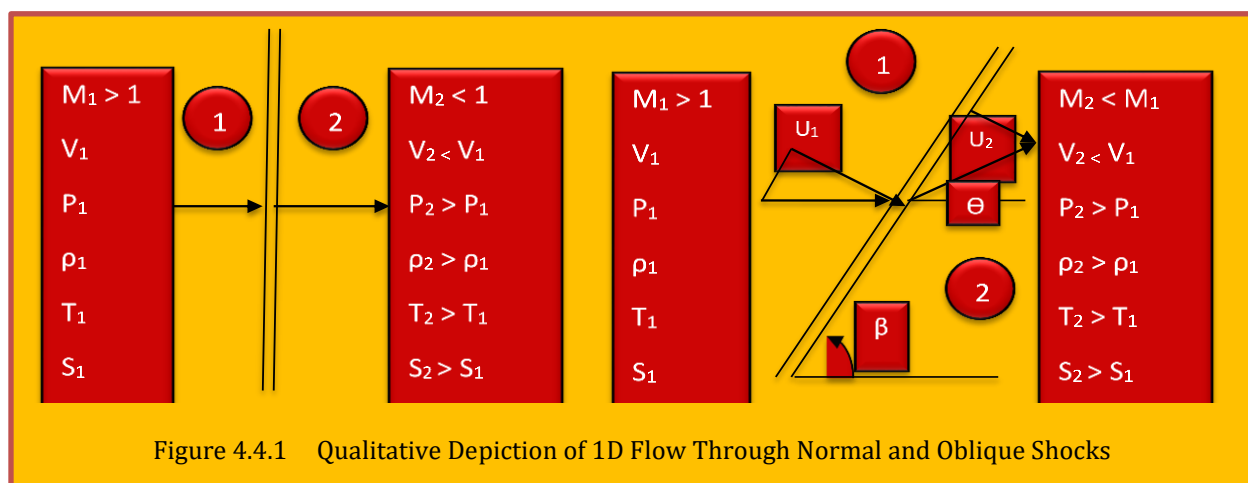 M₁ > 1
V₁
P₁
ρ₁
T₁
S₁
1
2
M₂ < 1
V₂ < V₁
P₂ > P₁
ρ₂ > ρ₁
T₂ > T₁
S₂ > S₁
M₁ > 1
V₁
P₁
ρ₁
T₁
S₁
1
U₁
U₂
Ө
2
β
M₂ < M₁
V₂ < V₁
P₂ > P₁
ρ₂ > ρ₁
T₂ > T₁
S₂ > S₁
Figure 4.4.1 Qualitative Depiction of 1D Flow Through Normal and Oblique Shocks